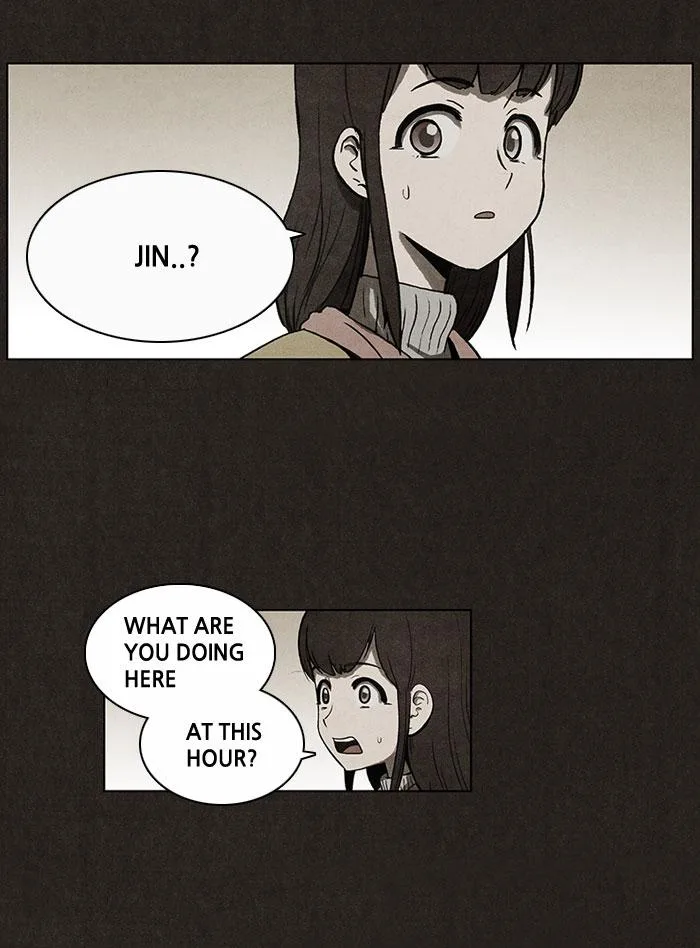 JIN..?
WHAT ARE
YOU DOING
HERE
AT THIS
HOUR?